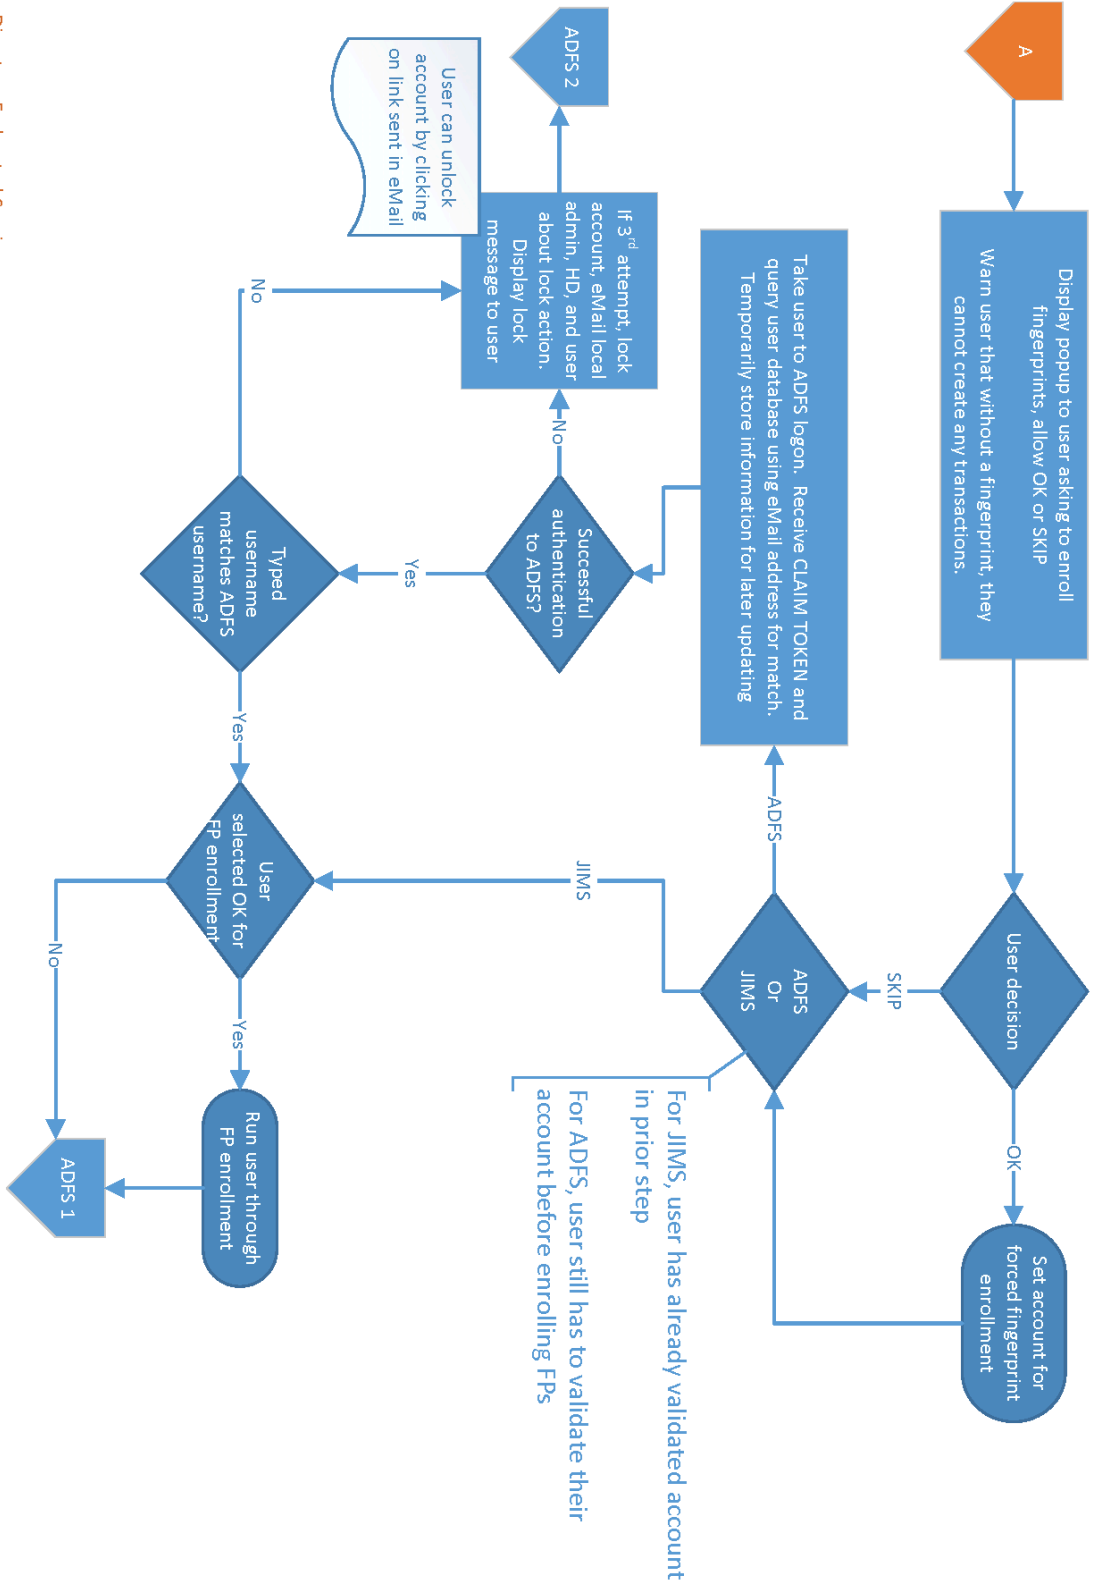 A
Display popup to user asking to enroll
fingerprints, allow OK or SKIP
Warn user that without a fingerprint, they
cannot create any transactions.
User decision
OK
Set account for
forced fingerprint
enrollment
SKIP
ADFS
Or
JIMS
For JIMS, user has already validated account
in prior step
For ADFS, user still has to validate their
account before enrolling FPs
ADFS
Take user to ADFS logon. Receive CLAIM TOKEN and
query user database using eMail address for match.
Temporarily store information for later updating
JIMS
ADFS 2
If 3rd attempt, lock
account, eMail local
admin, HD, and user
about lock action.
Display lock
message to user
No
Successful
authentication
to ADFS?
User can unlock
account by clicking
on link sent in eMail
Yes
No
Typed
username
matches ADFS
username?
Yes
User
selected OK for
FP enrollment
Yes
Run user through
FP enrollment
No
ADFS 1